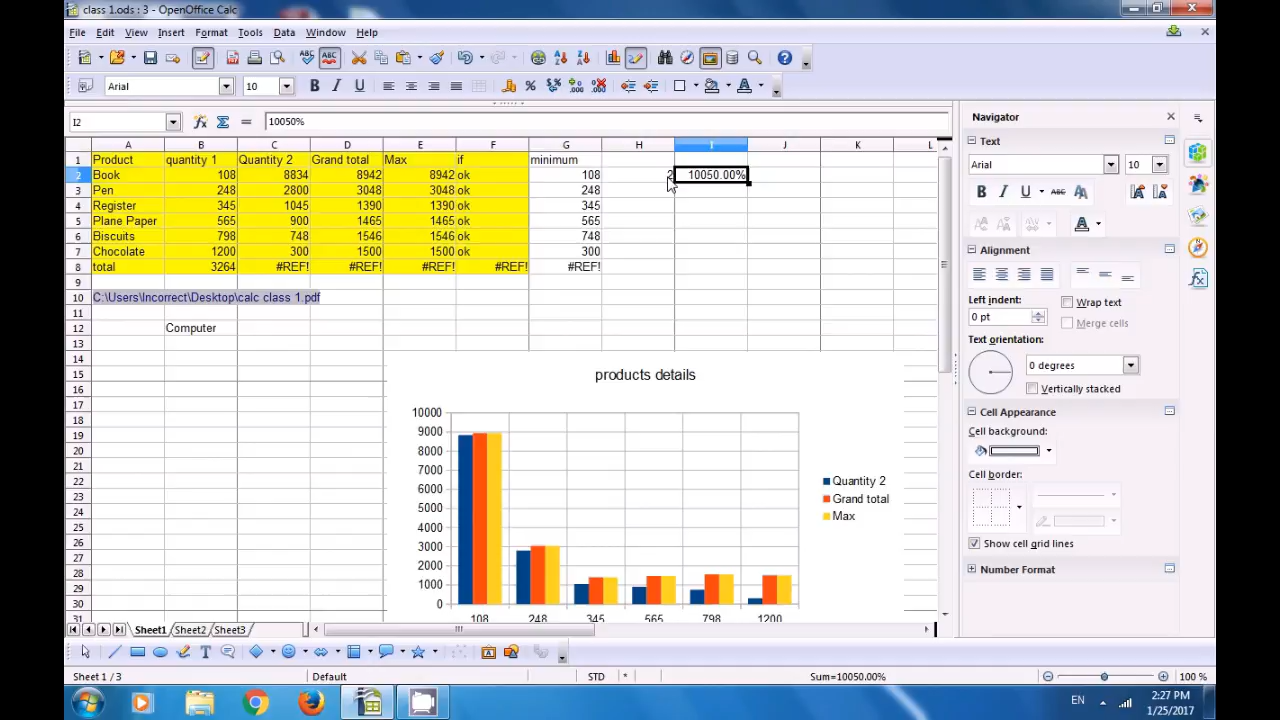 class 1.ods : 3 - OpenOffice Calc
File Edit View Insert Format Tools Data Window Help
Arial 10
I2 10050%
A B C D E F G H I J K L
1 Product quantity 1 Quantity 2 Grand total Max if minimum
2 Book 108 8834 8942 8942 ok 108 2 10050.00%
3 Pen 248 2800 3048 3048 ok 248
4 Register 345 1045 1390 1390 ok 345
5 Plane Paper 565 900 1465 1465 ok 565
6 Biscuits 798 748 1546 1546 ok 748
7 Chocolate 1200 300 1500 1500 ok 300
8 total 3264 #REF! #REF! #REF! #REF! #REF!
9
10 C:\Users\Incorrect\Desktop\calc class 1.pdf
11
12 Computer
13
14
15
16
17
18
19
20
21
22
23
24
25
26
27
28
29
30
31
products details
10000
9000
8000
7000
6000
5000
4000
3000
2000
1000
0
108 248 345 565 798 1200
Quantity 2
Grand total
Max
Navigator
Text
Arial 10
Alignment
Left indent:
0 pt
Wrap text
Merge cells
Text orientation:
0 degrees
Vertically stacked
Cell Appearance
Cell background:
Cell border:
Show cell grid lines
Number Format
Sheet1 Sheet2 Sheet3
Sheet 1 / 3 Default STD * Sum=10050.00% 100 %
EN 2:27 PM
1/25/2017